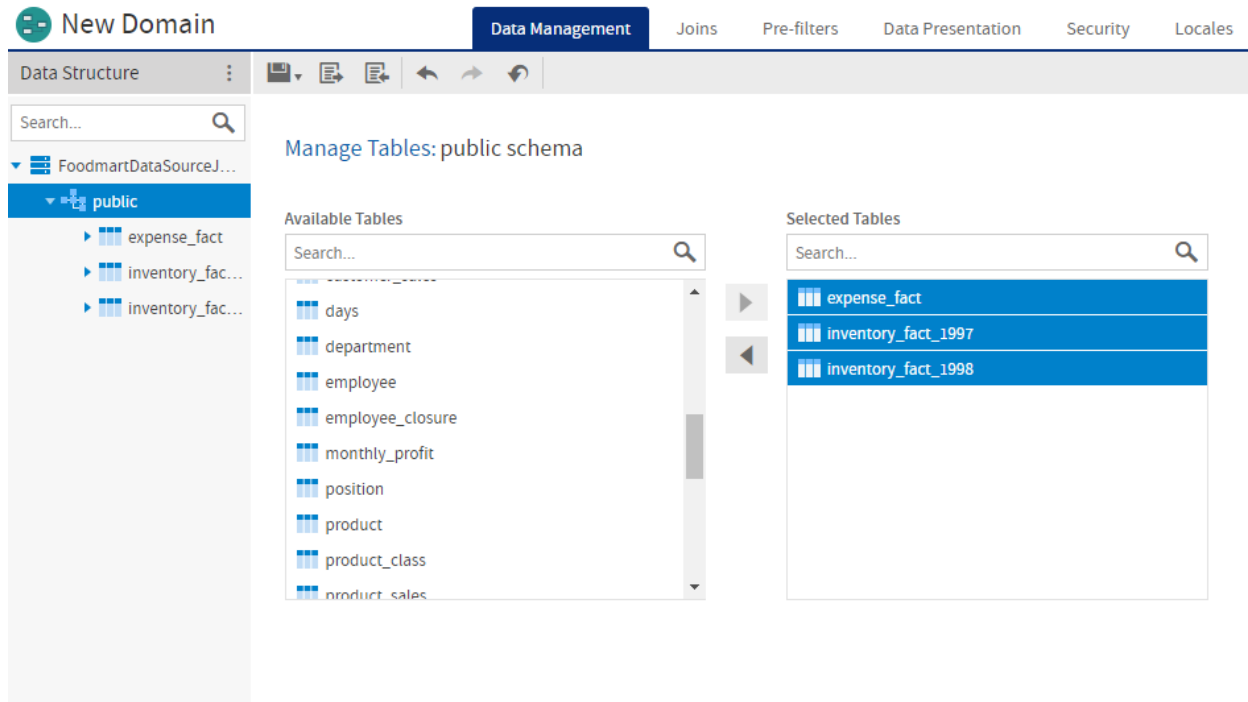 New Domain
Data Management
Joins
Pre-filters
Data Presentation
Security
Locales
Data Structure
Search...
FoodmartDataSourceJ...
public
expense_fact
inventory_fac...
inventory_fac...
Manage Tables: public schema
Available Tables
Search...
customer_sales
days
department
employee
employee_closure
monthly_profit
position
product
product_class
product_sales
Selected Tables
Search...
expense_fact
inventory_fact_1997
inventory_fact_1998